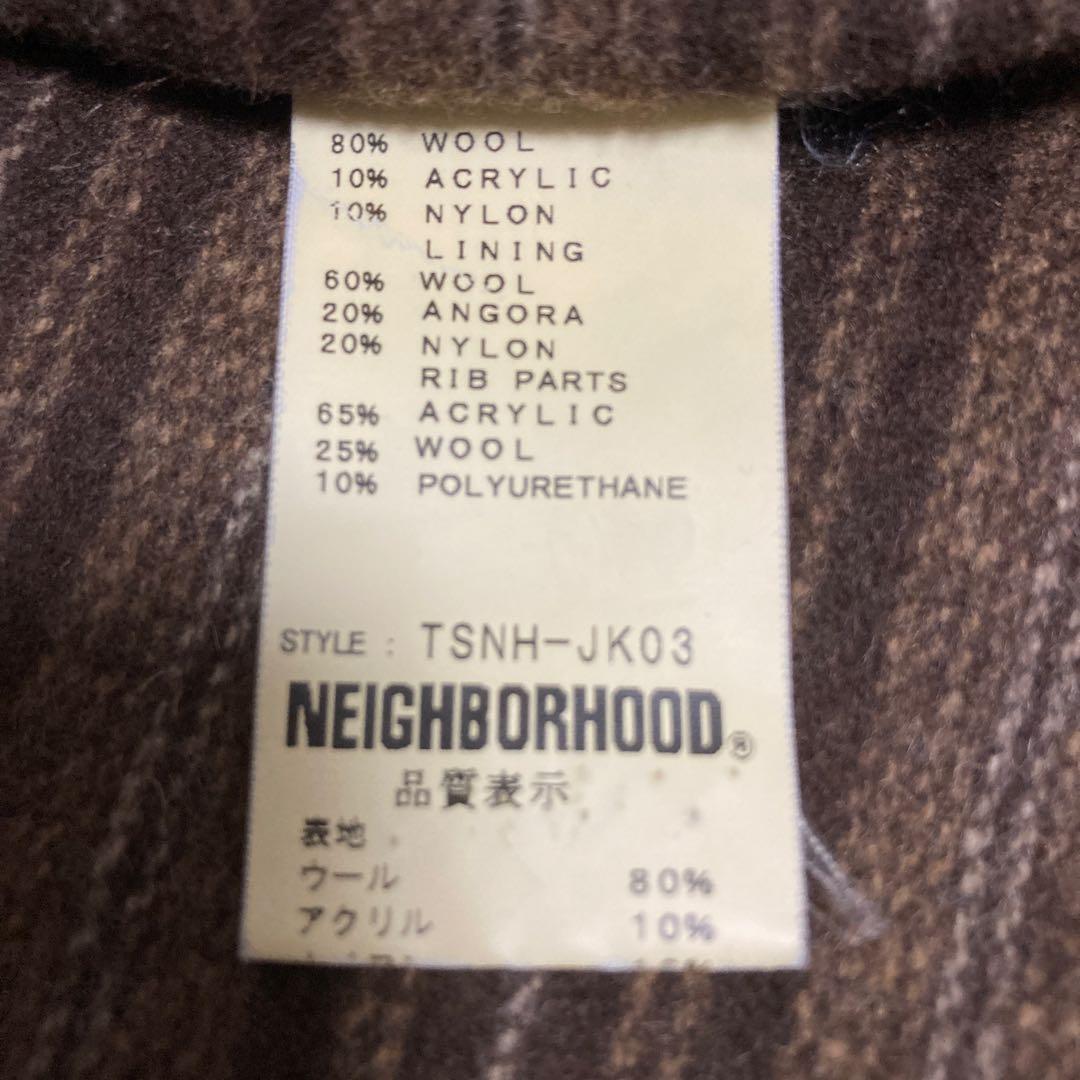 80% WOOL
10% ACRYLIC
10% NYLON
LINING
60% WOOL
20% ANGORA
20% NYLON
RIB PARTS
65% ACRYLIC
25% WOOL
10% POLYURETHANE
STYLE : TSNH-JK03
NEIGHBORHOOD®
品質表示
表地
ウール 80%
アクリル 10%